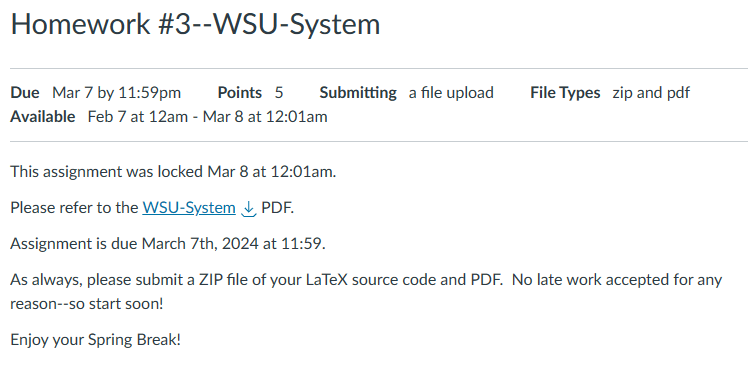 Homework #3--WSU-System
Due Mar 7 by 11:59pm Points 5 Submitting a file upload File Types zip and pdf
Available Feb 7 at 12am - Mar 8 at 12:01am
This assignment was locked Mar 8 at 12:01am.
Please refer to the WSU-System PDF.
Assignment is due March 7th, 2024 at 11:59.
As always, please submit a ZIP file of your LaTeX source code and PDF. No late work accepted for any
reason--so start soon!
Enjoy your Spring Break!